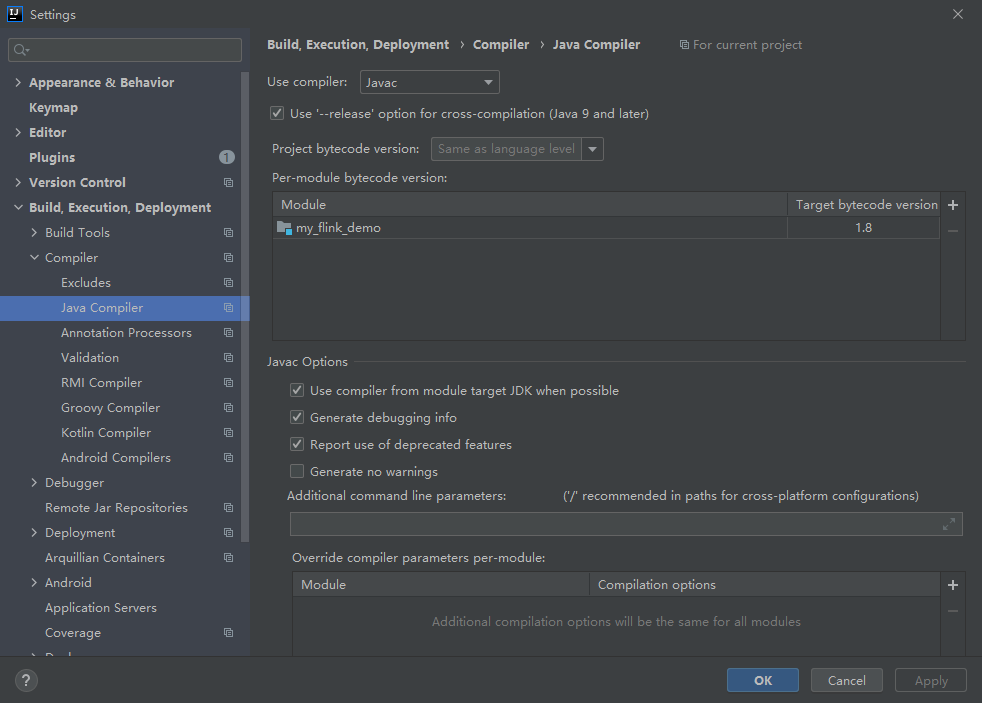 Settings
Appearance & Behavior
Keymap
Editor
Plugins 1
Version Control
Build, Execution, Deployment
Build Tools
Compiler
Excludes
Java Compiler
Annotation Processors
Validation
RMI Compiler
Groovy Compiler
Kotlin Compiler
Android Compilers
Debugger
Remote Jar Repositories
Deployment
Arquillian Containers
Android
Application Servers
Coverage
Build, Execution, Deployment › Compiler › Java Compiler For current project
Use compiler: Javac
Use '--release' option for cross-compilation (Java 9 and later)
Project bytecode version: Same as language level
Per-module bytecode version:
Module Target bytecode version
my_flink_demo 1.8
Javac Options
Use compiler from module target JDK when possible
Generate debugging info
Report use of deprecated features
Generate no warnings
Additional command line parameters: ('/' recommended in paths for cross-platform configurations)
Override compiler parameters per-module:
Module Compilation options
Additional compilation options will be the same for all modules
? OK Cancel Apply